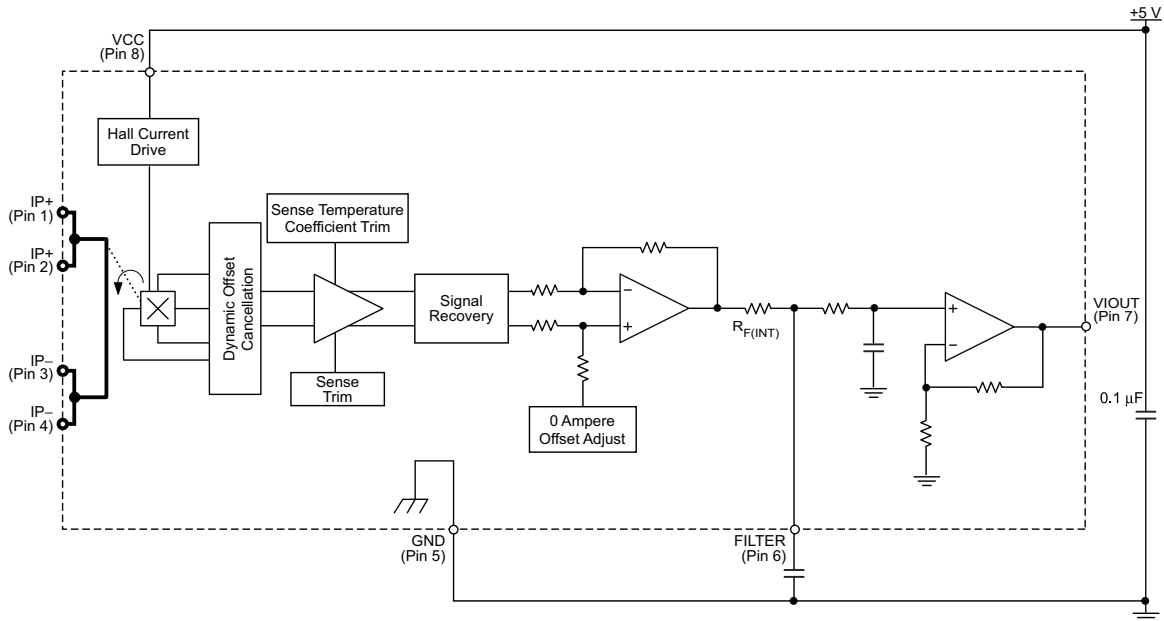 +5 V
VCC
(Pin 8)
Hall Current
Drive
IP+
(Pin 1)
IP+
(Pin 2)
IP–
(Pin 3)
IP–
(Pin 4)
Dynamic Offset
Cancellation
Sense Temperature
Coefficient Trim
Sense
Trim
Signal
Recovery
0 Ampere
Offset Adjust
–
+
RF(INT)
+
–
VIOUT
(Pin 7)
0.1 µF
GND
(Pin 5)
FILTER
(Pin 6)